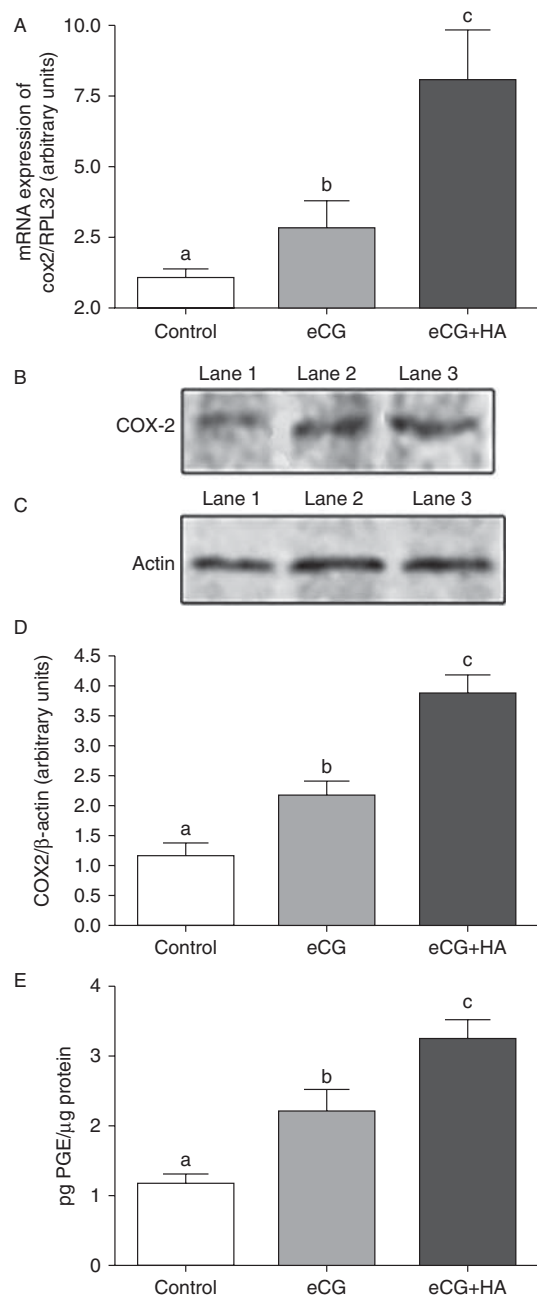 A
mRNA expression of
cox2/RPL32 (arbitrary units)
10.0
7.5
5.0
2.5
2.0
a
b
c
Control eCG eCG+HA
B
Lane 1 Lane 2 Lane 3
COX-2
C
Lane 1 Lane 2 Lane 3
Actin
D
COX2/β-actin (arbitrary units)
4.5
4.0
3.5
3.0
2.5
2.0
1.5
1.0
0.5
0.0
a
b
c
Control eCG eCG+HA
E
pg PGE/μg protein
4
3
2
1
0
a
b
c
Control eCG eCG+HA